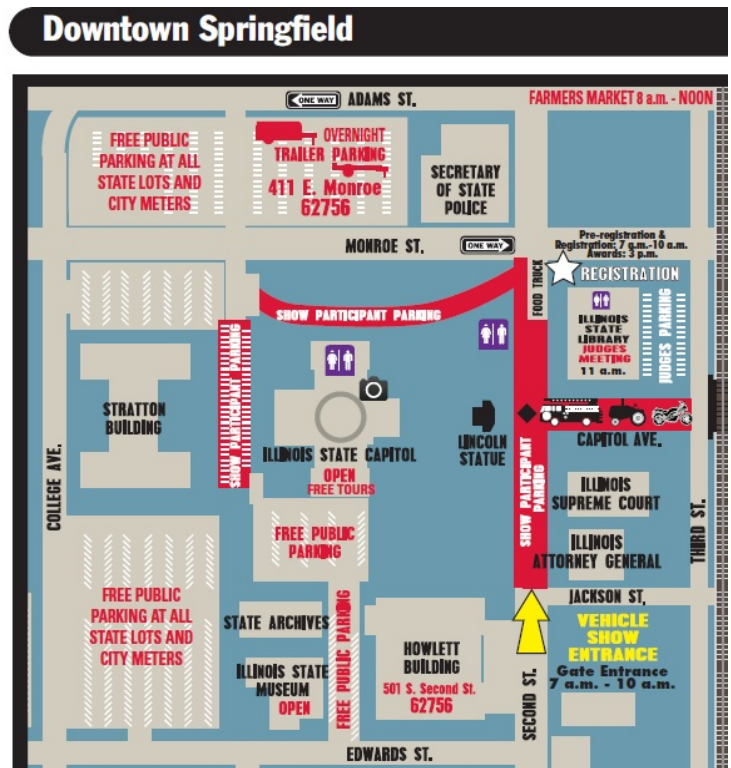 Downtown Springfield
ONE WAY
ADAMS ST.
FARMERS MARKET 8 a.m. - NOON
FREE PUBLIC
PARKING AT ALL
STATE LOTS AND
CITY METERS
OVERNIGHT
TRAILER PARKING
411 E. Monroe
62756
SECRETARY
OF STATE
POLICE
MONROE ST.
ONE WAY
Pre-registration &
Registration: 7 a.m.-10 a.m.
Awards: 3 p.m.
REGISTRATION
FOOD TRUCK
SHOW PARTICIPANT PARKING
SHOW PARTICIPANT PARKING
ILLINOIS
STATE
LIBRARY
JUDGES
MEETING
11 a.m.
JUDGES PARKING
STRATTON
BUILDING
ILLINOIS STATE CAPITOL
OPEN
FREE TOURS
LINCOLN
STATUE
CAPITOL AVE.
SHOW PARTICIPANT
PARKING
COLLEGE AVE.
ILLINOIS
SUPREME COURT
THIRD ST.
FREE PUBLIC
PARKING
ILLINOIS
ATTORNEY GENERAL
FREE PUBLIC
PARKING AT ALL
STATE LOTS AND
CITY METERS
STATE ARCHIVES
FREE PUBLIC PARKING
JACKSON ST.
VEHICLE
SHOW
ENTRANCE
Gate Entrance
7 a.m. - 10 a.m.
HOWLETT
BUILDING
501 S. Second St.
62756
ILLINOIS STATE
MUSEUM
OPEN
SECOND ST.
EDWARDS ST.